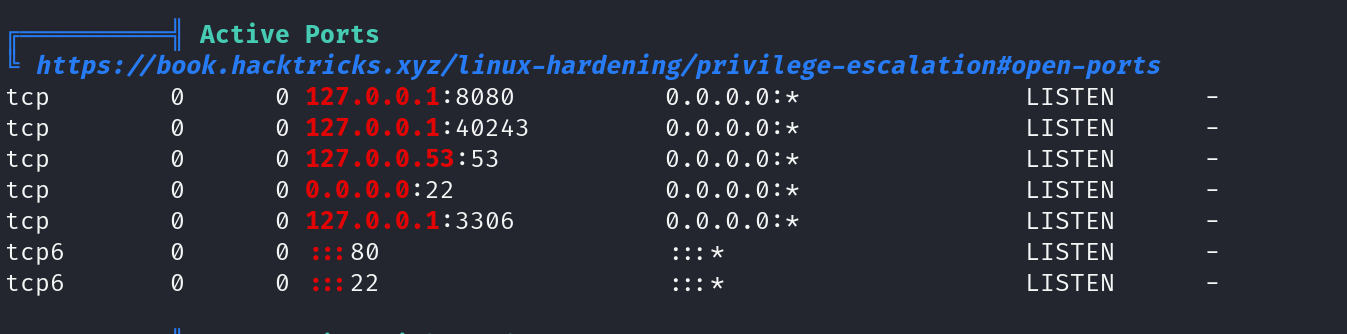 Active Ports
https://book.hacktricks.xyz/linux-hardening/privilege-escalation#open-ports
tcp 0 0 127.0.0.1:8080 0.0.0.0:* LISTEN -
tcp 0 0 127.0.0.1:40243 0.0.0.0:* LISTEN -
tcp 0 0 127.0.0.53:53 0.0.0.0:* LISTEN -
tcp 0 0 0.0.0.0:22 0.0.0.0:* LISTEN -
tcp 0 0 127.0.0.1:3306 0.0.0.0:* LISTEN -
tcp6 0 0 :::80 :::* LISTEN -
tcp6 0 0 :::22 :::* LISTEN -